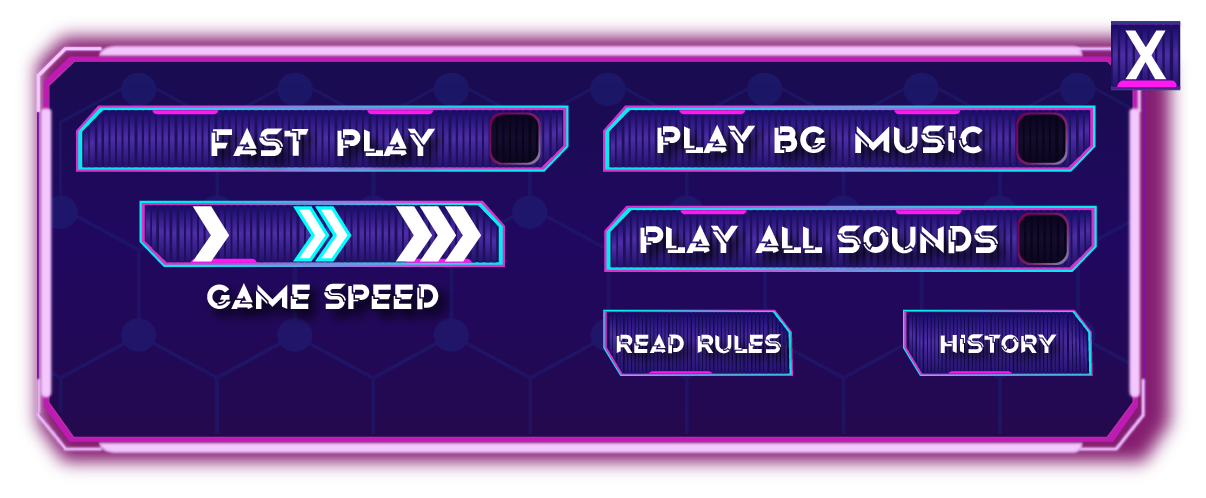 X
FAST PLAY
PLAY BG MUSIC
PLAY ALL SOUNDS
GAME SPEED
READ RULES
HISTORY